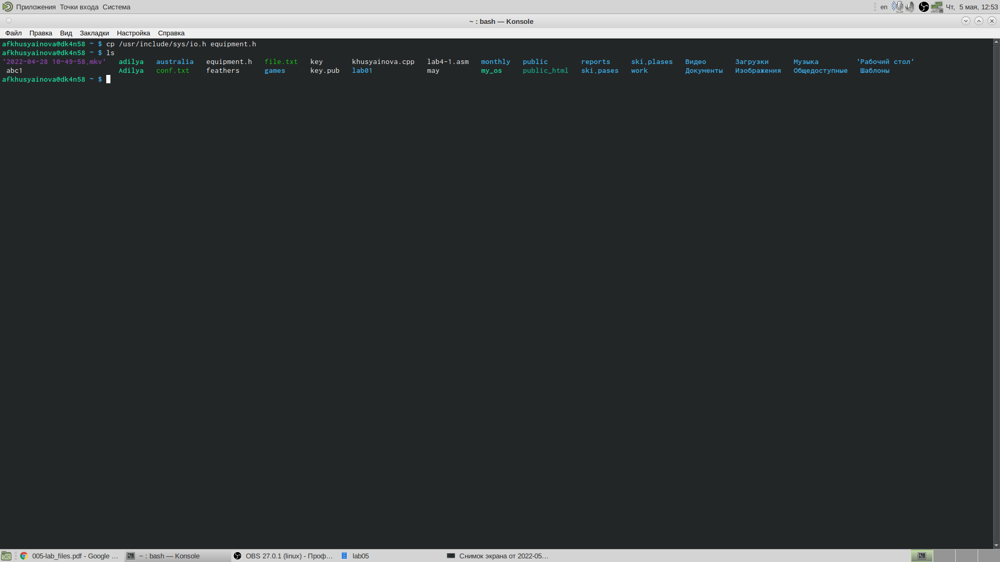 Приложения Точки входа Система en Чт, 5 мая, 12:53
~ : bash — Konsole
Файл Правка Вид Закладки Настройка Справка
afkhusyainova@dk4n58 ~ $ cp /usr/include/sys/io.h equipment.h
afkhusyainova@dk4n58 ~ $ ls
'2022-04-28 10-49-58.mkv' adilya australia equipment.h file.txt key khusyainova.cpp lab4-1.asm monthly public reports ski.plases Видео Загрузки Музыка 'Рабочий стол'
abc1 Adilya conf.txt feathers games key.pub lab01 may my_os public_html ski.pases work Документы Изображения Общедоступные Шаблоны
afkhusyainova@dk4n58 ~ $
005-lab_files.pdf - Google ... ~ : bash — Konsole OBS 27.0.1 (linux) - Проф... lab05 Снимок экрана от 2022-05...